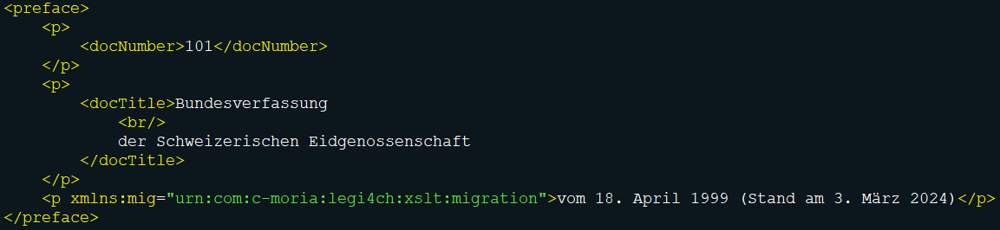 <preface>
<p>
<docNumber>101</docNumber>
</p>
<p>
<docTitle>Bundesverfassung
<br/>
der Schweizerischen Eidgenossenschaft
</docTitle>
</p>
<p xmlns:mig="urn:com:c-moria:legi4ch:xslt:migration">vom 18. April 1999 (Stand am 3. März 2024)</p>
</preface>